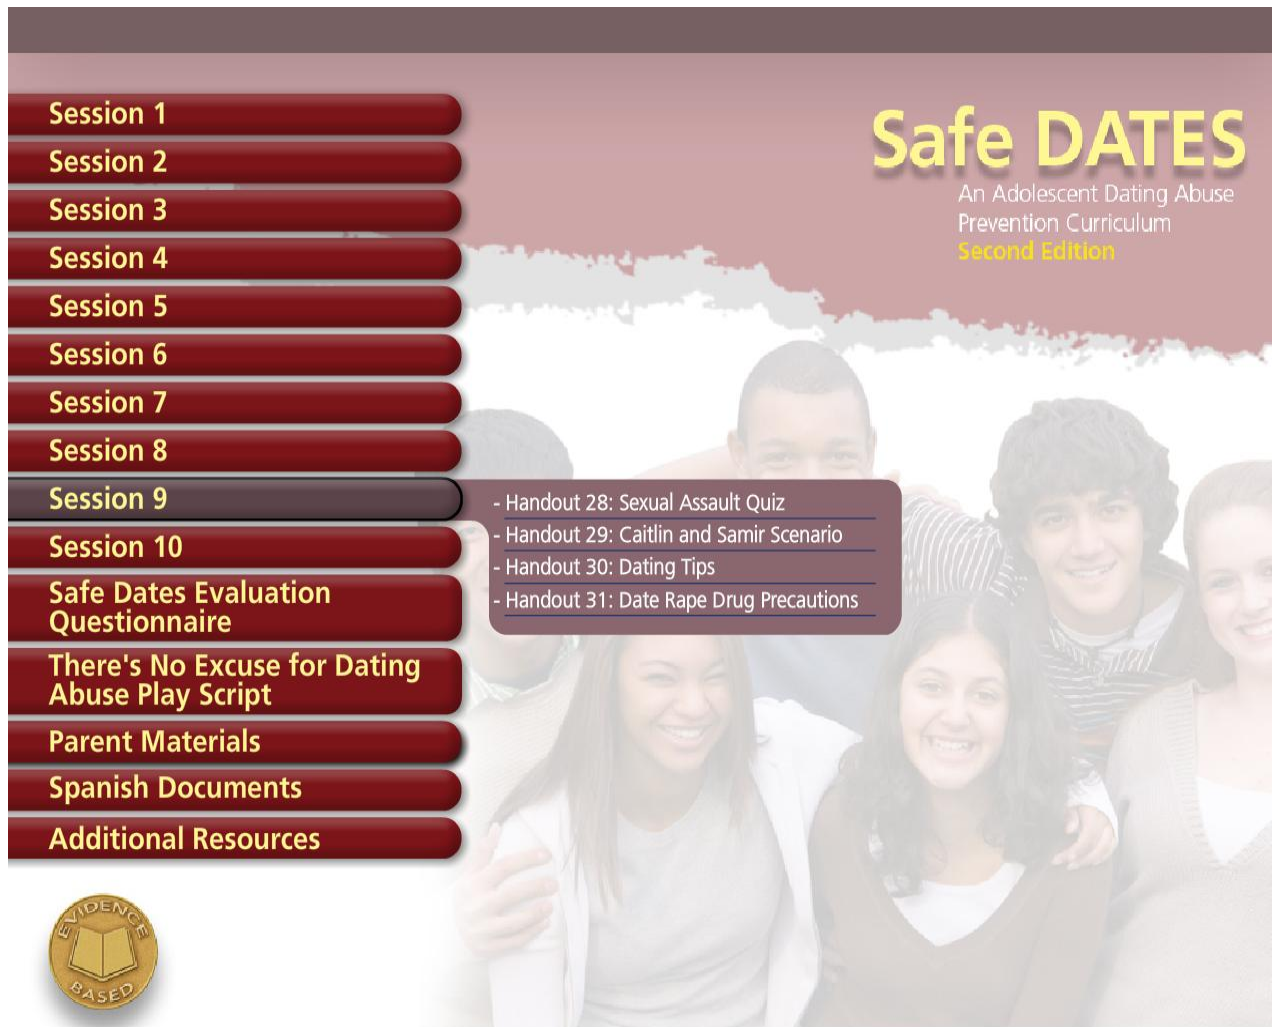 Safe DATES
An Adolescent Dating Abuse
Prevention Curriculum
Second Edition
Session 1
Session 2
Session 3
Session 4
Session 5
Session 6
Session 7
Session 8
Session 9
- Handout 28: Sexual Assault Quiz
- Handout 29: Caitlin and Samir Scenario
- Handout 30: Dating Tips
- Handout 31: Date Rape Drug Precautions
Session 10
Safe Dates Evaluation
Questionnaire
There's No Excuse for Dating
Abuse Play Script
Parent Materials
Spanish Documents
Additional Resources
EVIDENCE
BASED